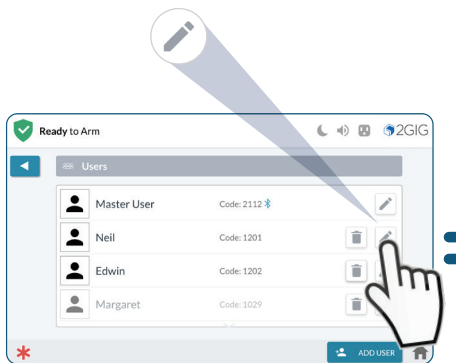 Ready to Arm
2GIG
Users
Master User Code: 2112
Neil Code: 1201
Edwin Code: 1202
Margaret Code: 1029
ADD USER